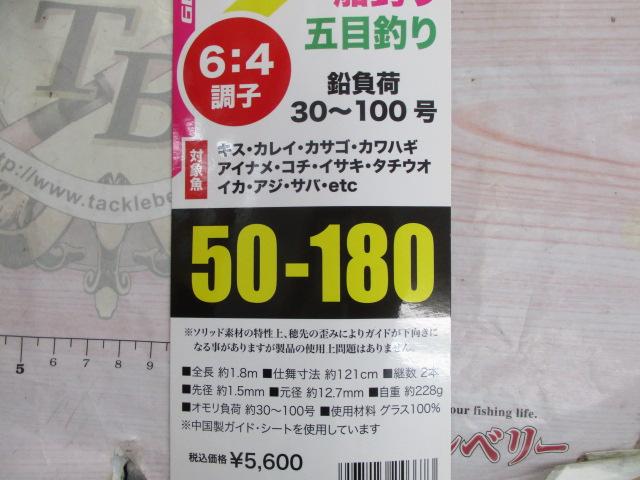 船釣り
五目釣り
6:4
調子
鉛負荷
30〜100号
対象魚
キス・カレイ・カサゴ・カワハギ
アイナメ・コチ・イサキ・タチウオ
イカ・アジ・サバ・etc
50-180
※ソリッド素材の特性上、穂先の歪みによりガイドが下向きに
なる事がありますが製品の使用上問題はありません。
■全長 約1.8m ■仕舞寸法 約121cm ■継数 2本
■先径 約1.5mm ■元径 約12.7mm ■自重 約228g
■オモリ負荷 約30〜100号 ■使用材料 グラス100%
※中国製ガイド・シートを使用しています
税込価格 ¥5,600
TB
http://www.tacklebe
5
6
our fishing life.
ンベリー